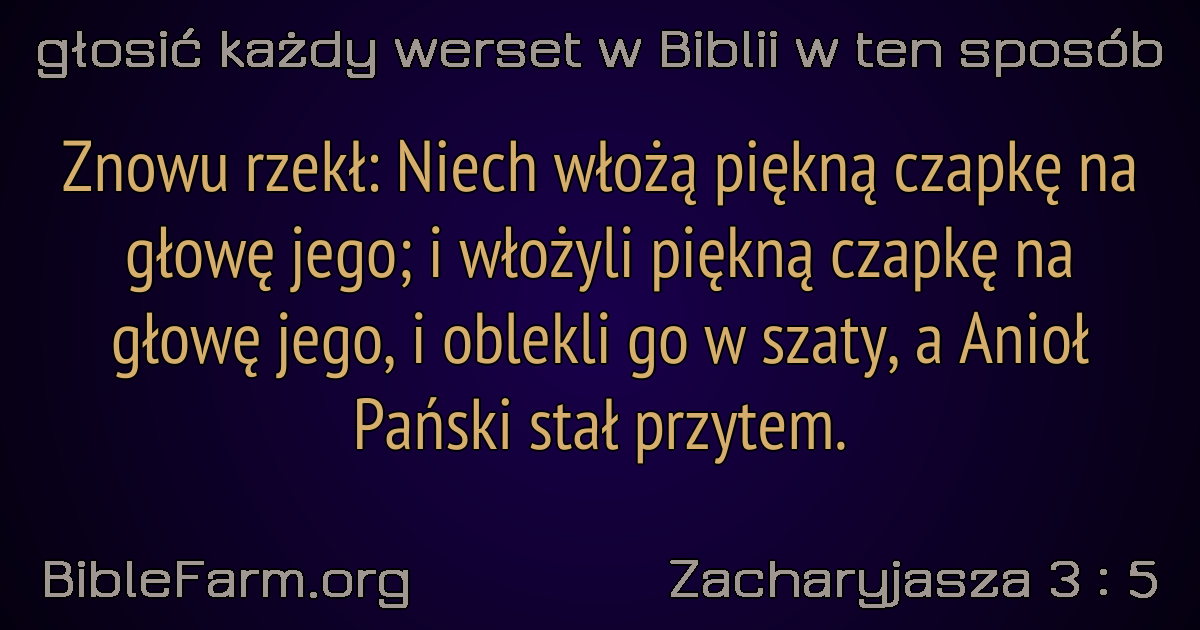 głosić każdy werset w Biblii w ten sposób
Znowu rzekł: Niech włożą piękną czapkę na
głowę jego; i włożyli piękną czapkę na
głowę jego, i oblekli go w szaty, a Anioł
Pański stał przytem.
BibleFarm.org
Zacharyjasza 3 : 5